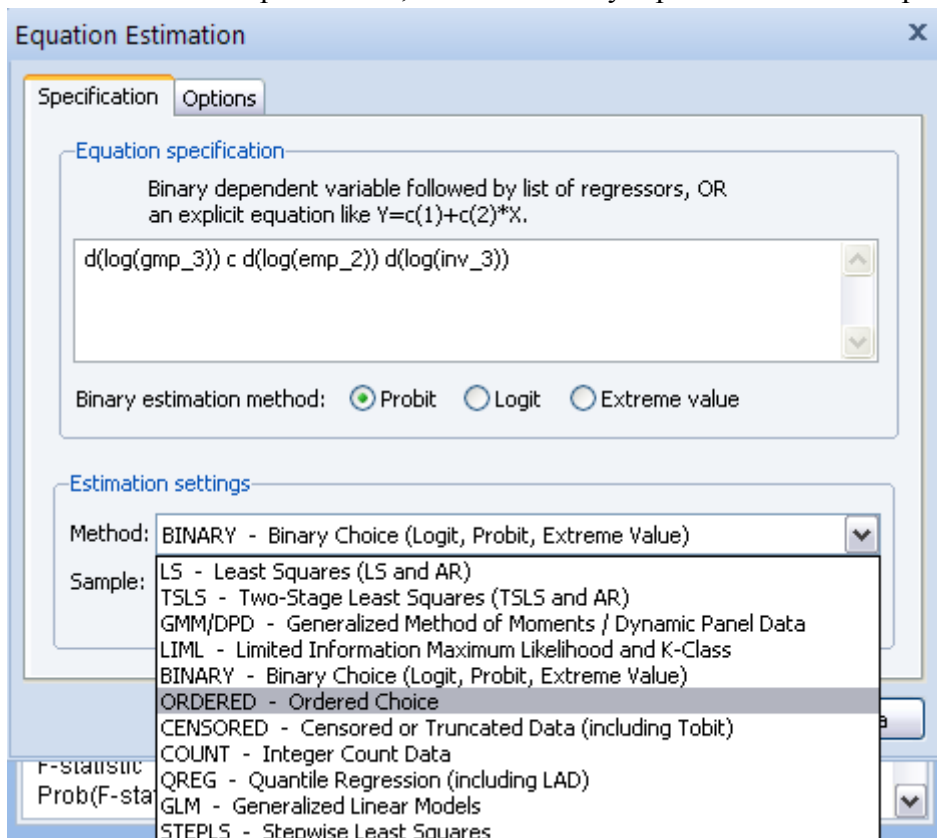 Equation Estimation
Specification Options
Equation specification
Binary dependent variable followed by list of regressors, OR
an explicit equation like Y=c(1)+c(2)*X.
d(log(gmp_3)) c d(log(emp_2)) d(log(inv_3))
Binary estimation method: Probit Logit Extreme value
Estimation settings
Method: BINARY - Binary Choice (Logit, Probit, Extreme Value)
Sample:
LS - Least Squares (LS and AR)
TSLS - Two-Stage Least Squares (TSLS and AR)
GMM/DPD - Generalized Method of Moments / Dynamic Panel Data
LIML - Limited Information Maximum Likelihood and K-Class
BINARY - Binary Choice (Logit, Probit, Extreme Value)
ORDERED - Ordered Choice
CENSORED - Censored or Truncated Data (including Tobit)
COUNT - Integer Count Data
QREG - Quantile Regression (including LAD)
GLM - Generalized Linear Models
STEPLS - Stepwise Least Squares
F-statistic
Prob(F-sta